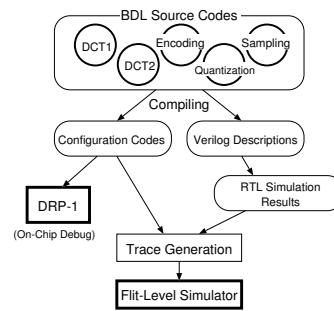 BDL Source Codes
DCT1
Encoding
Sampling
DCT2
Quantization
Compiling
Configuration Codes
Verilog Descriptions
DRP-1
RTL Simulation
Results
(On-Chip Debug)
Trace Generation
Flit-Level Simulator